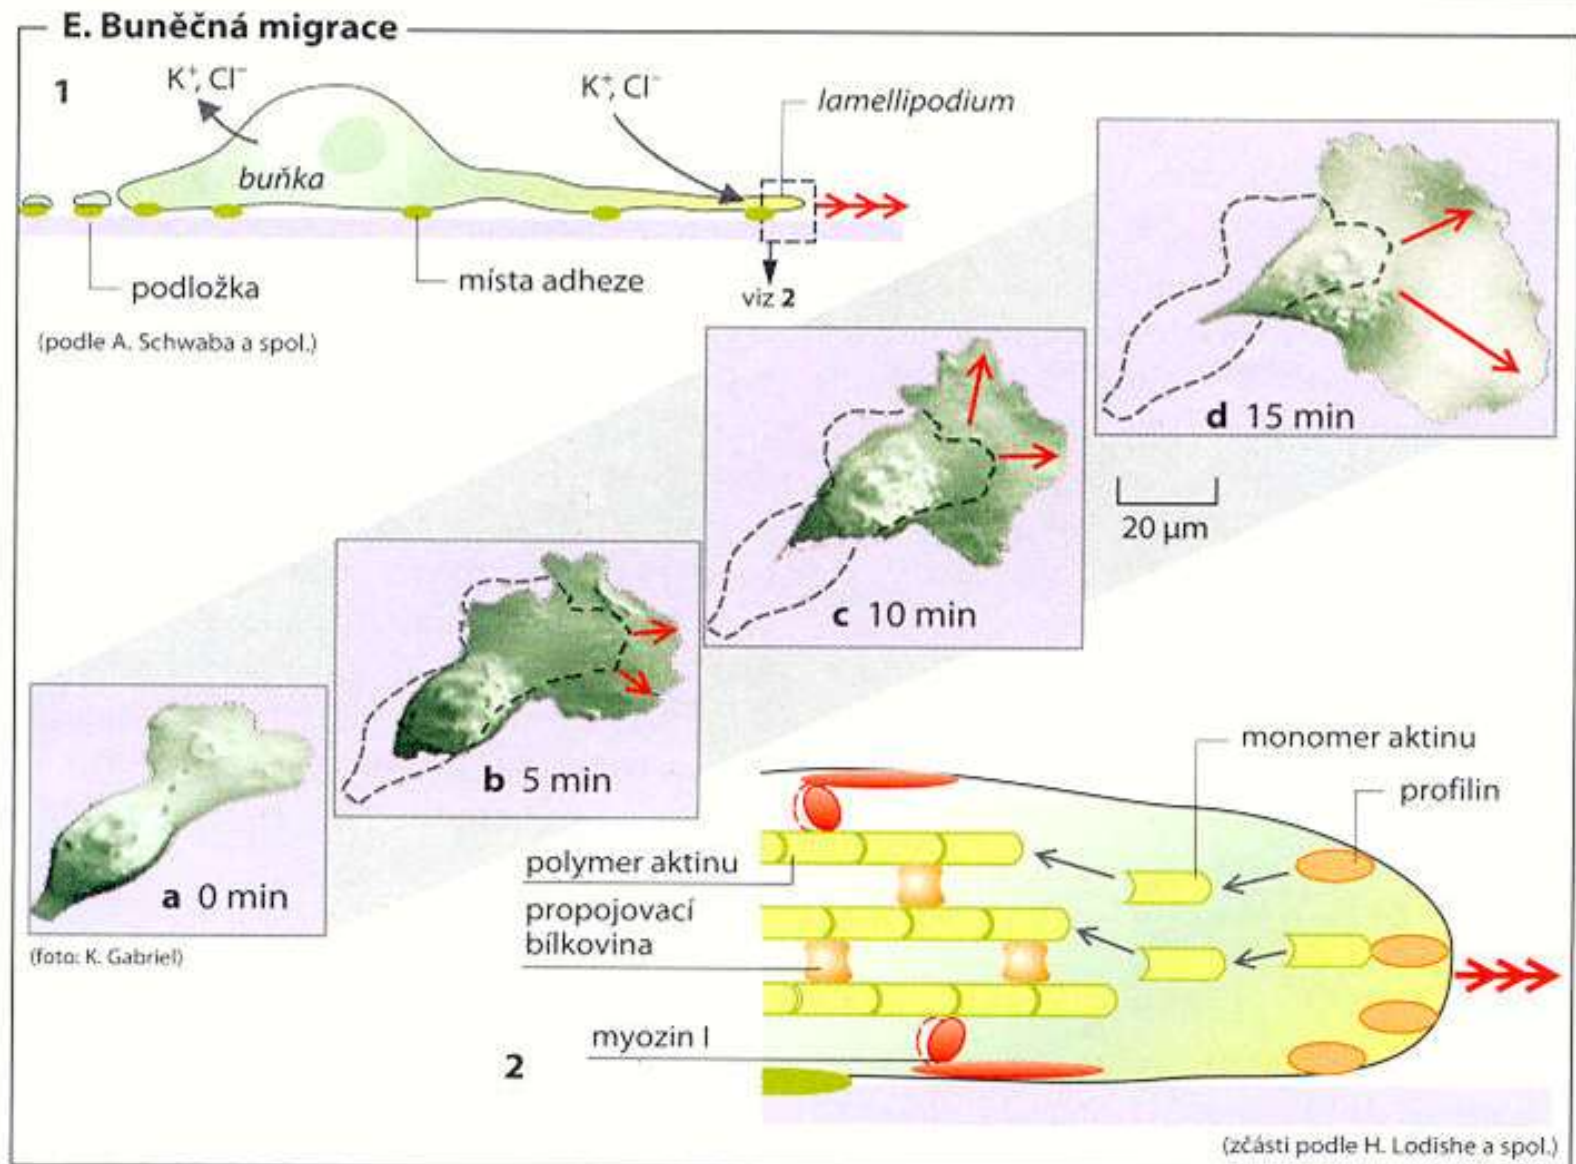 E. Buněčná migrace
1
K⁺, Cl⁻
K⁺, Cl⁻
lamellipodium
buňka
podložka
místa adheze
viz 2
(podle A. Schwaba a spol.)
d 15 min
20 µm
c 10 min
b 5 min
a 0 min
(foto: K. Gabriel)
monomer aktinu
profilin
polymer aktinu
propojovací
bílkovina
myozin I
2
(zčásti podle H. Lodishe a spol.)